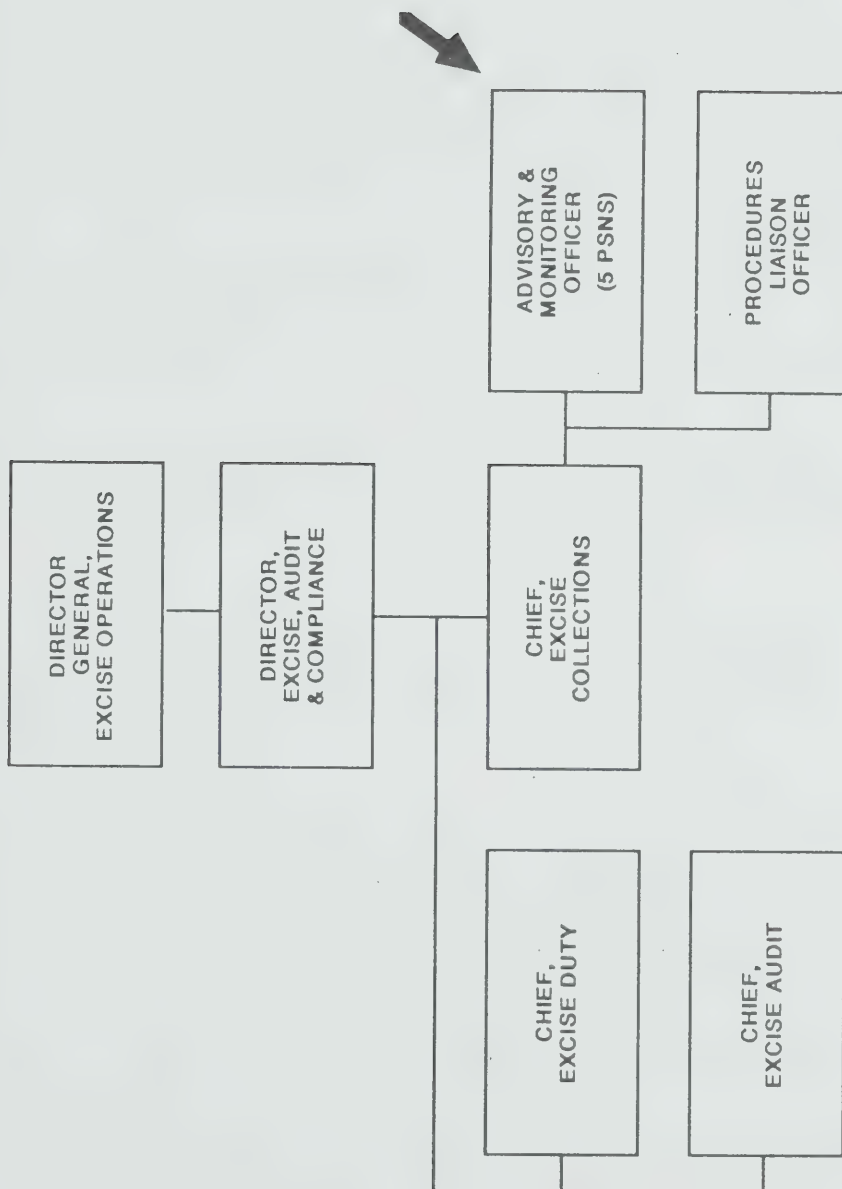 DIRECTOR
GENERAL,
EXCISE OPERATIONS
DIRECTOR,
EXCISE, AUDIT
& COMPLIANCE
CHIEF,
EXCISE DUTY
CHIEF,
EXCISE AUDIT
CHIEF,
EXCISE
COLLECTIONS
ADVISORY &
MONITORING
OFFICER
(5 PSNS)
PROCEDURES
LIAISON
OFFICER